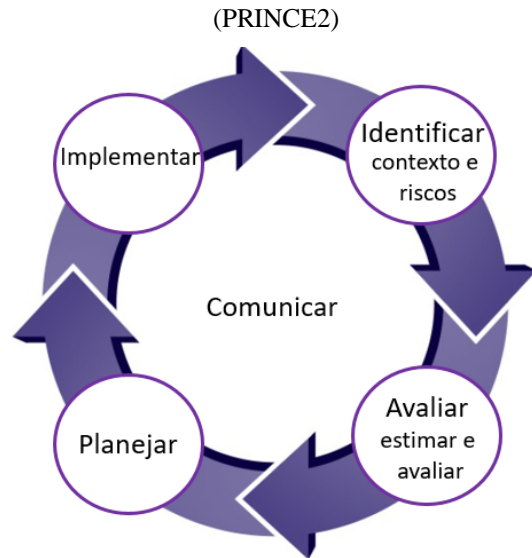 (PRINCE2)
Implementar
Identificar
contexto e
riscos
Comunicar
Planejar
Avaliar
estimar e
avaliar